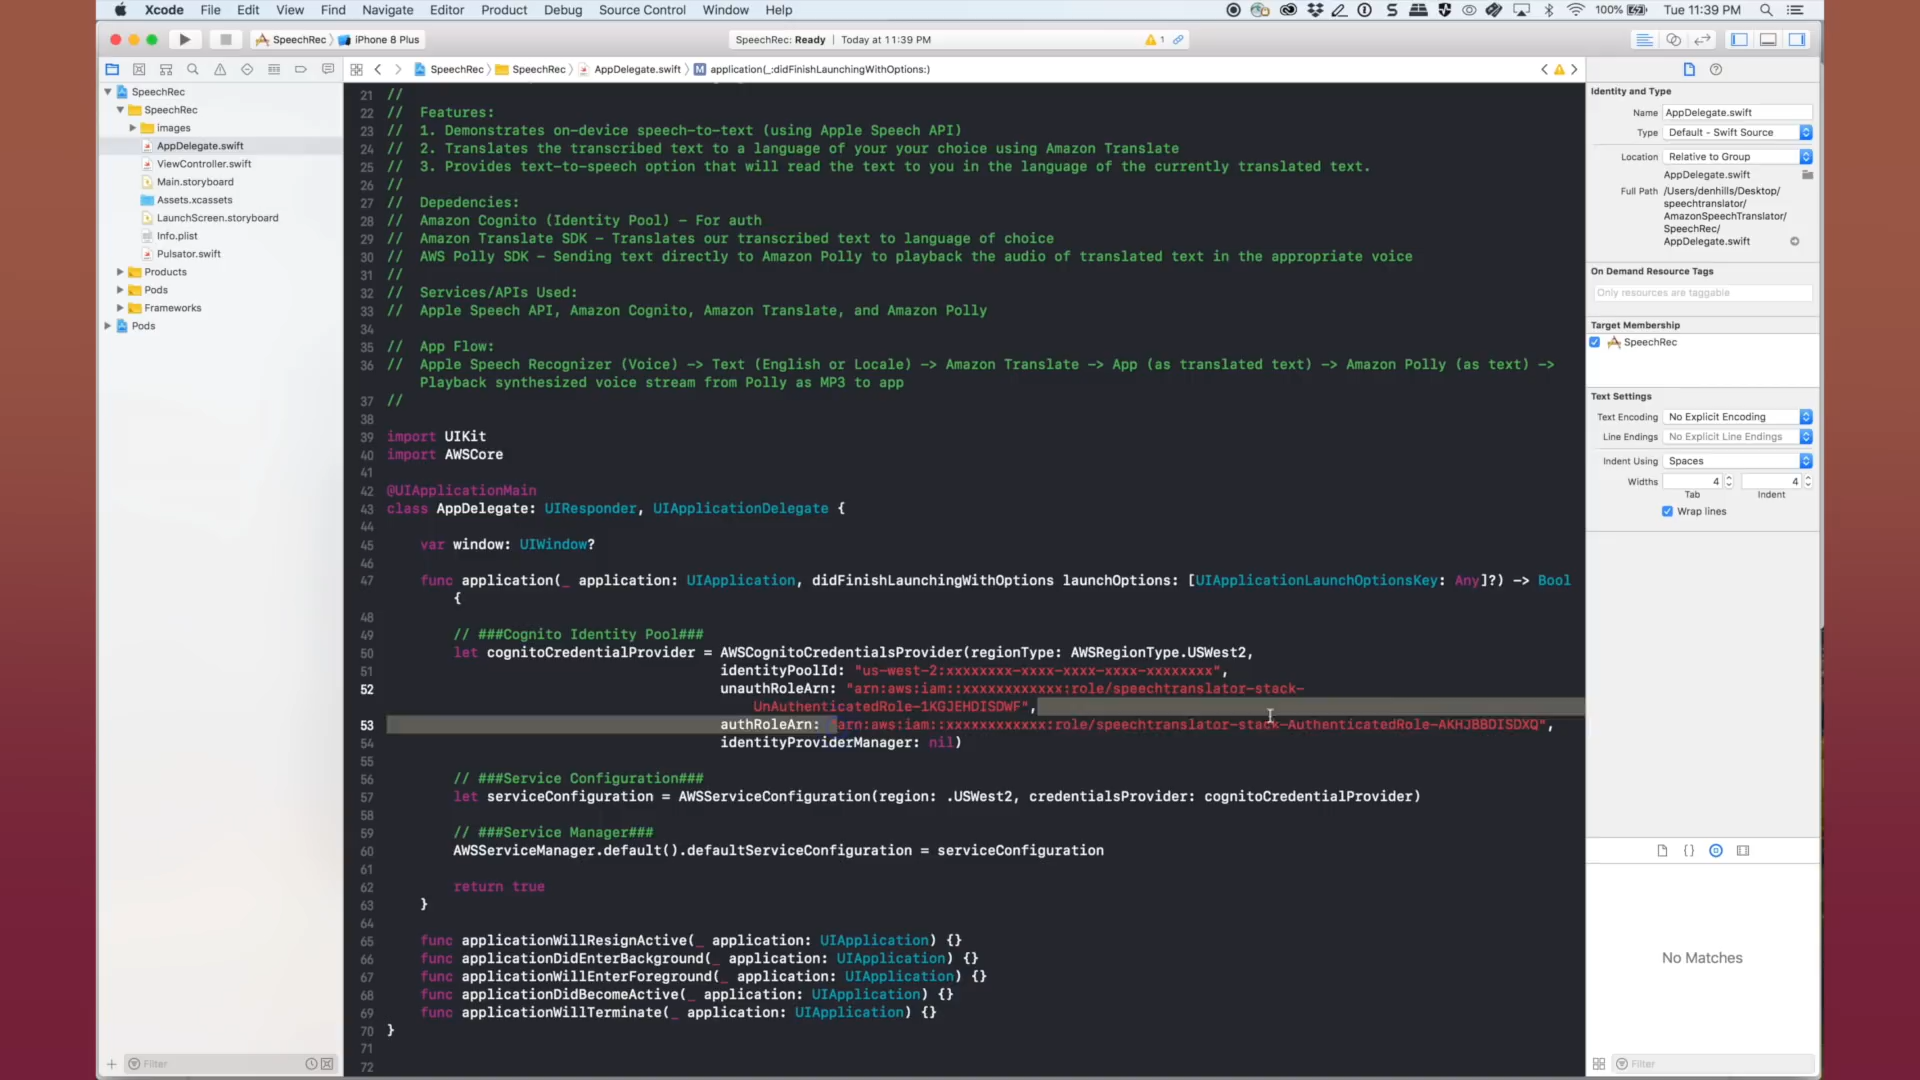 Xcode File Edit View Find Navigate Editor Product Debug Source Control Window Help 100% Tue 11:39 PM
SpeechRec iPhone 8 Plus SpeechRec: Ready | Today at 11:39 PM 1
SpeechRec SpeechRec AppDelegate.swift M application(_:didFinishLaunchingWithOptions:)
SpeechRec
SpeechRec
images
AppDelegate.swift
ViewController.swift
Main.storyboard
Assets.xcassets
LaunchScreen.storyboard
Info.plist
Pulsator.swift
Products
Pods
Frameworks
Pods
Filter
21 //
22 // Features:
23 // 1. Demonstrates on-device speech-to-text (using Apple Speech API)
24 // 2. Translates the transcribed text to a language of your your choice using Amazon Translate
25 // 3. Provides text-to-speech option that will read the text to you in the language of the currently translated text.
26 //
27 // Depedencies:
28 // Amazon Cognito (Identity Pool) - For auth
29 // Amazon Translate SDK - Translates our transcribed text to language of choice
30 // AWS Polly SDK - Sending text directly to Amazon Polly to playback the audio of translated text in the appropriate voice
31 //
32 // Services/APIs Used:
33 // Apple Speech API, Amazon Cognito, Amazon Translate, and Amazon Polly
34
35 // App Flow:
36 // Apple Speech Recognizer (Voice) -> Text (English or Locale) -> Amazon Translate -> App (as translated text) -> Amazon Polly (as text) ->
Playback synthesized voice stream from Polly as MP3 to app
37 //
38
39 import UIKit
40 import AWSCore
41
42 @UIApplicationMain
43 class AppDelegate: UIResponder, UIApplicationDelegate {
44
45 var window: UIWindow?
46
47 func application(_ application: UIApplication, didFinishLaunchingWithOptions launchOptions: [UIApplicationLaunchOptionsKey: Any]?) -> Bool
{
48
49 // ###Cognito Identity Pool###
50 let cognitoCredentialProvider = AWSCognitoCredentialsProvider(regionType: AWSRegionType.USWest2,
51 identityPoolId: "us-west-2:xxxxxxxx-xxxx-xxxx-xxxx-xxxxxxxx",
52 unauthRoleArn: "arn:aws:iam::xxxxxxxxxxxx:role/speechtranslator-stack-
UnAuthenticatedRole-1KGJEHDISDWF",
53 authRoleArn: "arn:aws:iam::xxxxxxxxxxxx:role/speechtranslator-stack-AuthenticatedRole-AKHJBBDISDXQ",
54 identityProviderManager: nil)
55
56 // ###Service Configuration###
57 let serviceConfiguration = AWSServiceConfiguration(region: .USWest2, credentialsProvider: cognitoCredentialProvider)
58
59 // ###Service Manager###
60 AWSServiceManager.default().defaultServiceConfiguration = serviceConfiguration
61
62 return true
63 }
64
65 func applicationWillResignActive(_ application: UIApplication) {}
66 func applicationDidEnterBackground(_ application: UIApplication) {}
67 func applicationWillEnterForeground(_ application: UIApplication) {}
68 func applicationDidBecomeActive(_ application: UIApplication) {}
69 func applicationWillTerminate(_ application: UIApplication) {}
70 }
71
72
Identity and Type
Name AppDelegate.swift
Type Default - Swift Source
Location Relative to Group
AppDelegate.swift
Full Path /Users/denhills/Desktop/
speechtranslator/
AmazonSpeechTranslator/
SpeechRec/
AppDelegate.swift
On Demand Resource Tags
Only resources are taggable
Target Membership
SpeechRec
Text Settings
Text Encoding No Explicit Encoding
Line Endings No Explicit Line Endings
Indent Using Spaces
Widths 4 4
Tab Indent
Wrap lines
{ }
No Matches
Filter